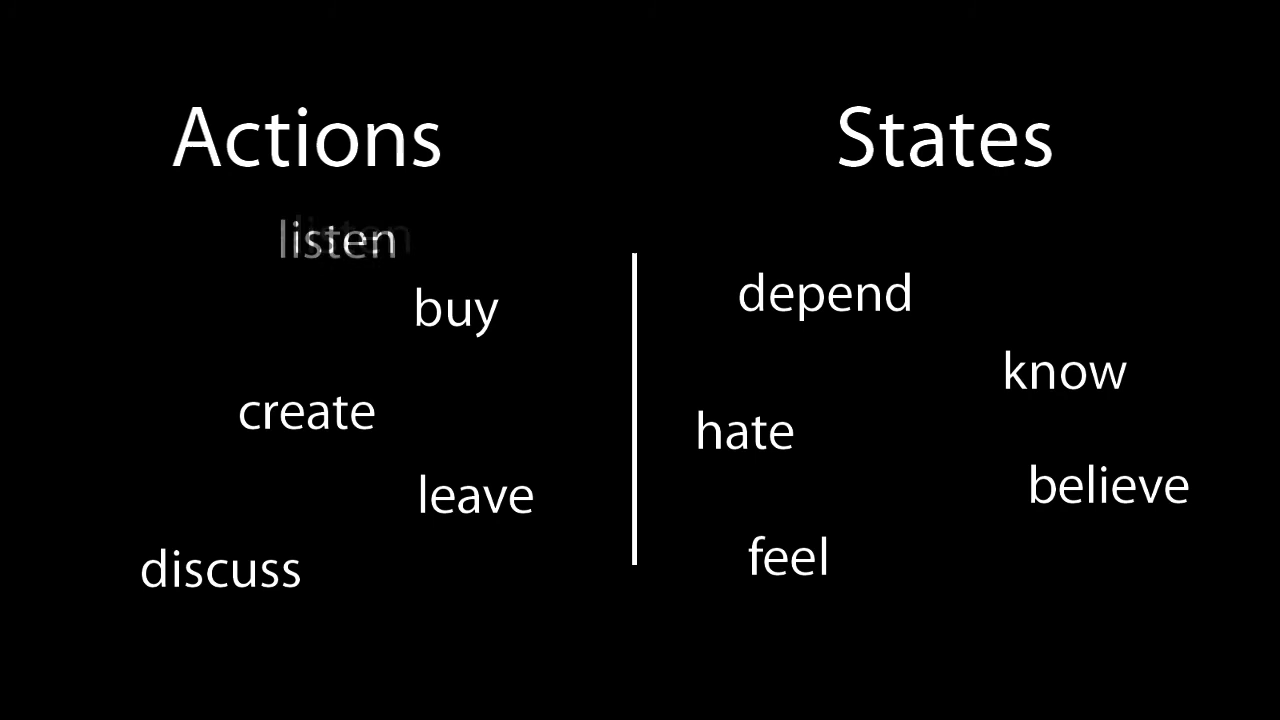 Actions
listen
buy
create
leave
discuss
States
depend
know
hate
believe
feel